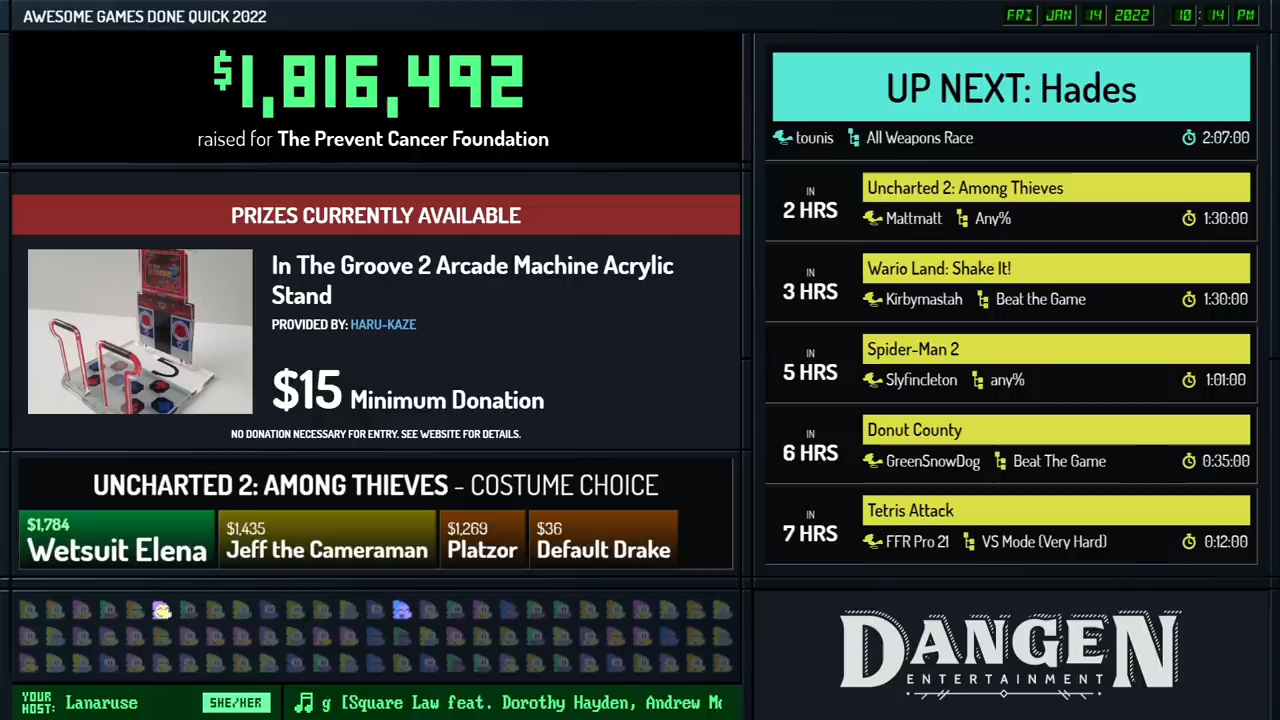 AWESOME GAMES DONE QUICK 2022
FRI JAN 14 2022 10:14 PM
$1,816,492
raised for The Prevent Cancer Foundation
PRIZES CURRENTLY AVAILABLE
In The Groove 2 Arcade Machine Acrylic
Stand
PROVIDED BY: HARU-KAZE
$15 Minimum Donation
NO DONATION NECESSARY FOR ENTRY. SEE WEBSITE FOR DETAILS.
UNCHARTED 2: AMONG THIEVES - COSTUME CHOICE
$1,784
Wetsuit Elena
$1,435
Jeff the Cameraman
$1,269
Platzor
$36
Default Drake
YOUR
HOST:
Lanaruse
SHE/HER
g [Square Law feat. Dorothy Hayden, Andrew
UP NEXT: Hades
tounis All Weapons Race 2:07:00
IN
2 HRS
Uncharted 2: Among Thieves
Mattmatt Any% 1:30:00
IN
3 HRS
Wario Land: Shake It!
Kirbymastah Beat the Game 1:30:00
IN
5 HRS
Spider-Man 2
Slyfincleton any% 1:01:00
IN
6 HRS
Donut County
GreenSnowDog Beat The Game 0:35:00
IN
7 HRS
Tetris Attack
FFR Pro 21 VS Mode (Very Hard) 0:12:00
DANGEN
ENTERTAINMENT